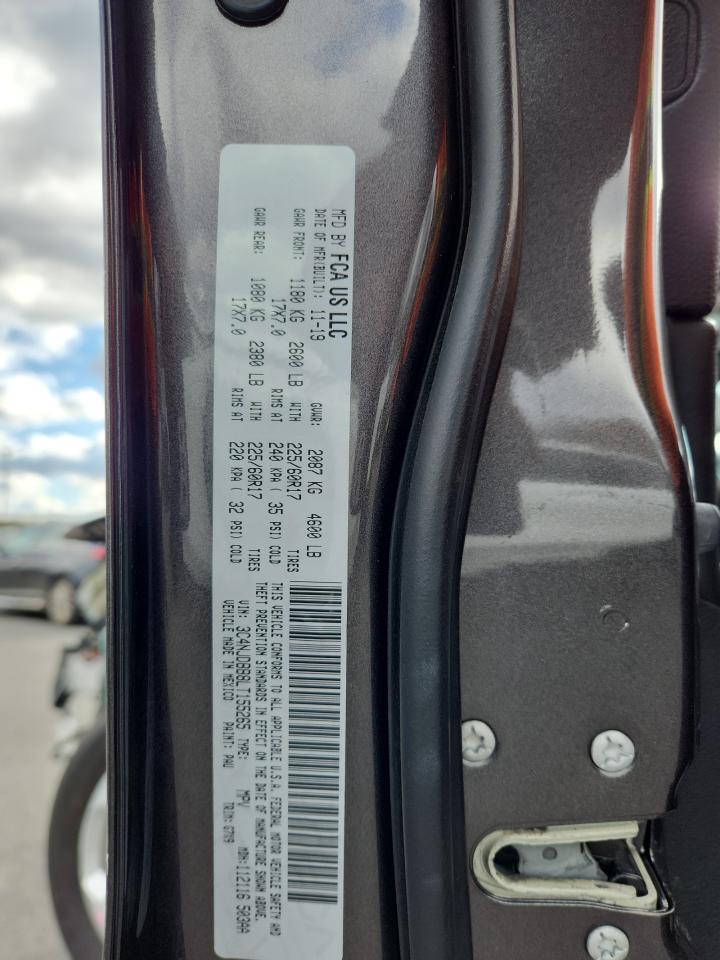 MFD BY FCA US LLC
DATE OF MFR(BUILT): 11-19 GVWR: 2087 KG 4600 LB
GAWR FRONT: 1180 KG 2600 LB WITH 225/60R17 TIRES
17X7.0 RIMS AT 240 KPA ( 35 PSI) COLD
GAWR REAR: 1080 KG 2380 LB WITH 225/60R17 TIRES
17X7.0 RIMS AT 220 KPA ( 32 PSI) COLD
THIS VEHICLE CONFORMS TO ALL APPLICABLE U.S.A. FEDERAL MOTOR VEHICLE SAFETY AND
THEFT PREVENTION STANDARDS IN EFFECT ON THE DATE OF MANUFACTURE SHOWN ABOVE.
VIN: 3C4NJDBB8LT155265 TYPE: MPV MDH:112116 503AA
VEHICLE MADE IN MEXICO PAINT: PAU TRIM: